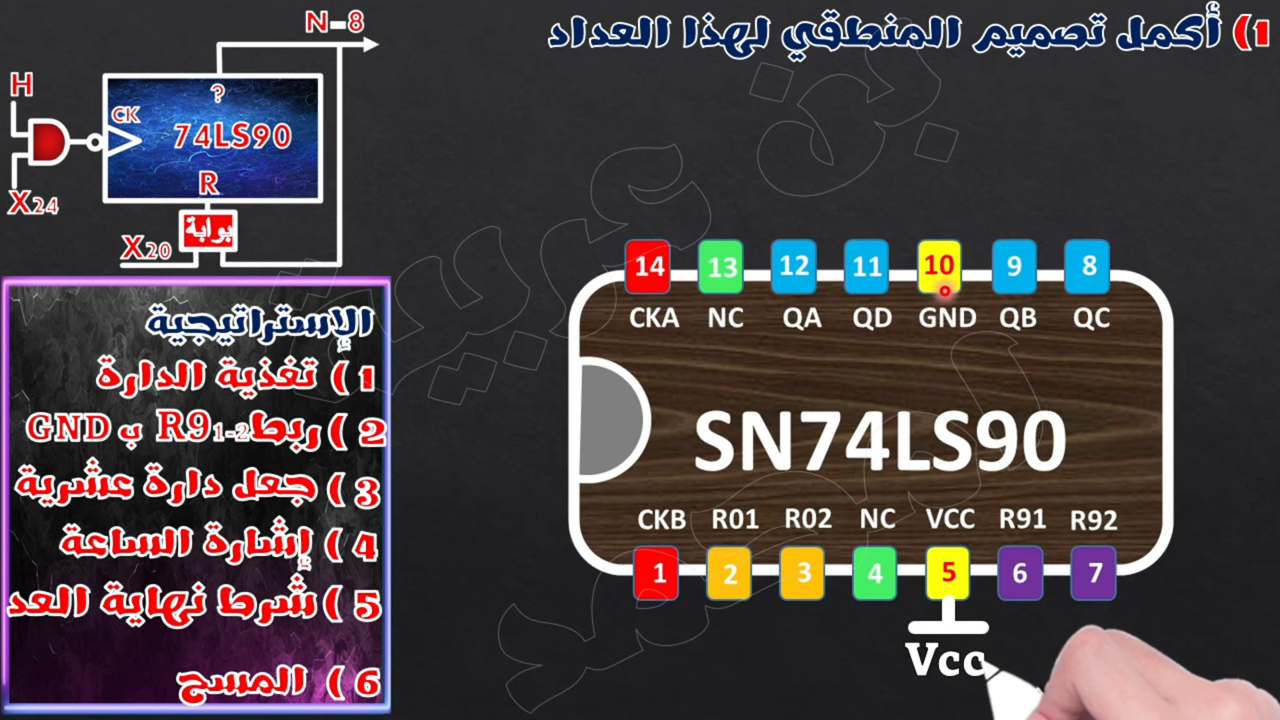 1) أكمل تصميم المنطقي لهذا العداد
N=8
H
CK
?
74LS90
R
X24
بوابة
X20
الإستراتيجية
1 ) تغذية الدارة
2 ) ربط R91-2 ب GND
3 ) جعل دارة عشرية
4 ) إشارة الساعة
5 ) شرط نهاية العد
6 ) المسح
14 13 12 11 10 9 8
CKA NC QA QD GND QB QC
SN74LS90
CKB R01 R02 NC VCC R91 R92
1 2 3 4 5 6 7
Vcc